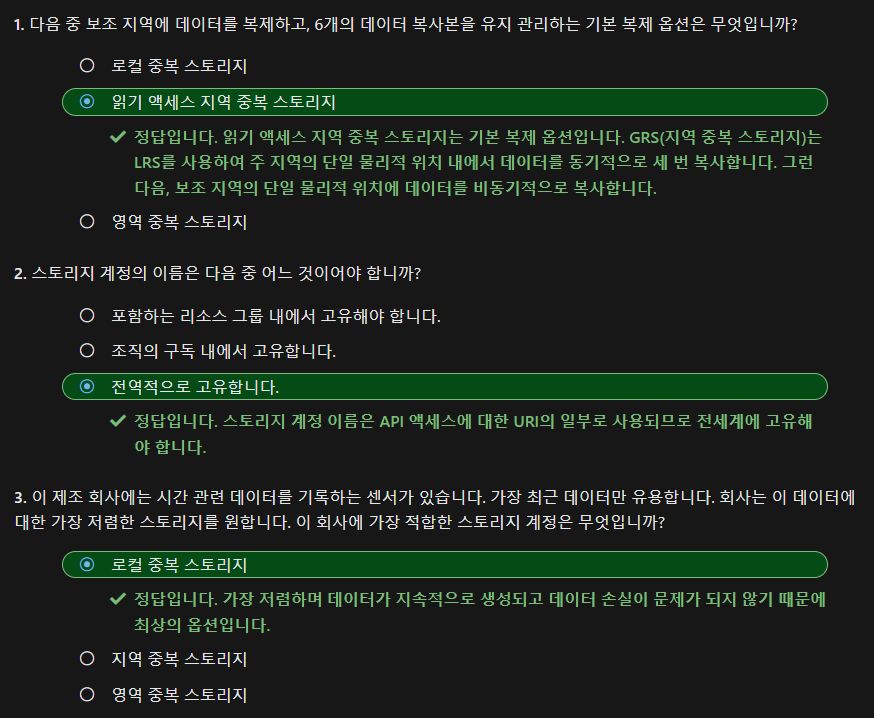 1. 다음 중 보조 지역에 데이터를 복제하고, 6개의 데이터 복사본을 유지 관리하는 기본 복제 옵션은 무엇입니까?
로컬 중복 스토리지
읽기 액세스 지역 중복 스토리지
정답입니다. 읽기 액세스 지역 중복 스토리지는 기본 복제 옵션입니다. GRS(지역 중복 스토리지)는
LRS를 사용하여 주 지역의 단일 물리적 위치 내에서 데이터를 동기적으로 세 번 복사합니다. 그런
다음, 보조 지역의 단일 물리적 위치에 데이터를 비동기적으로 복사합니다.
영역 중복 스토리지
2. 스토리지 계정의 이름은 다음 중 어느 것이어야 합니까?
포함하는 리소스 그룹 내에서 고유해야 합니다.
조직의 구독 내에서 고유합니다.
전역적으로 고유합니다.
정답입니다. 스토리지 계정 이름은 API 액세스에 대한 URI의 일부로 사용되므로 전세계에 고유해
야 합니다.
3. 이 제조 회사에는 시간 관련 데이터를 기록하는 센서가 있습니다. 가장 최근 데이터만 유용합니다. 회사는 이 데이터에
대한 가장 저렴한 스토리지를 원합니다. 이 회사에 가장 적합한 스토리지 계정은 무엇입니까?
로컬 중복 스토리지
정답입니다. 가장 저렴하며 데이터가 지속적으로 생성되고 데이터 손실이 문제가 되지 않기 때문에
최상의 옵션입니다.
지역 중복 스토리지
영역 중복 스토리지